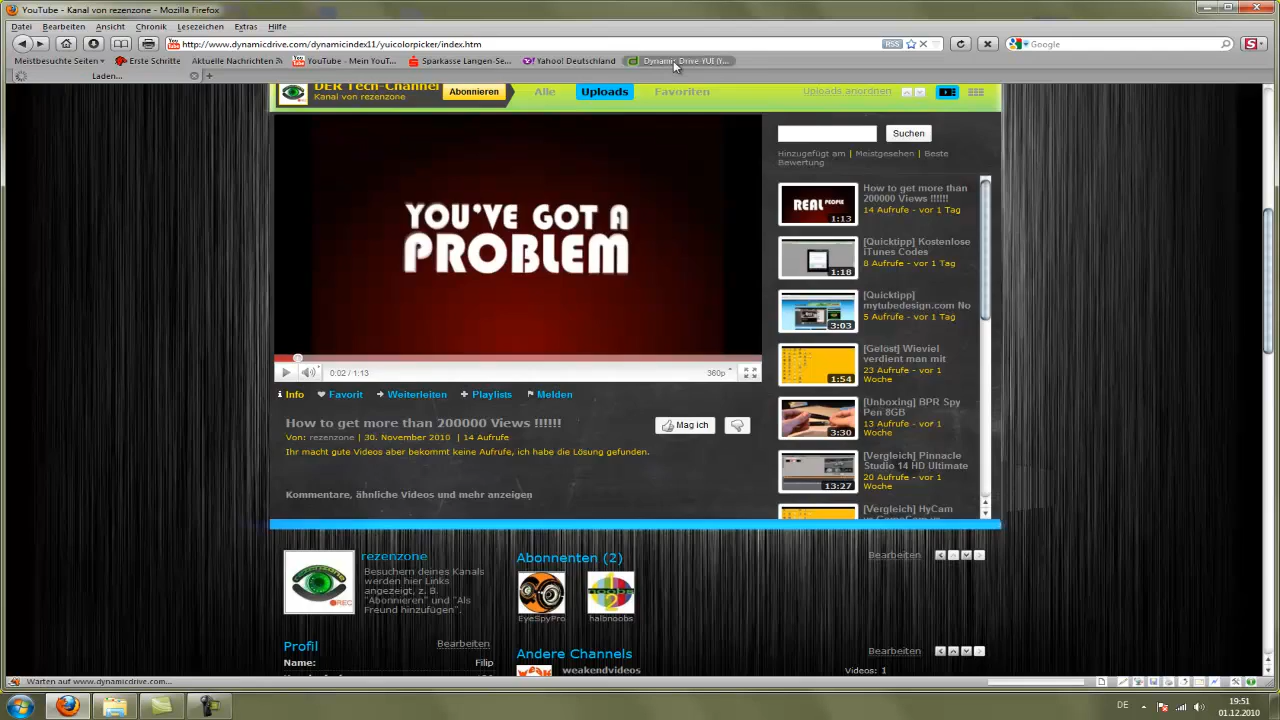 YouTube - Kanal von rezenzone - Mozilla Firefox
Datei Bearbeiten Ansicht Chronik Lesezeichen Extras Hilfe
http://www.dynamicdrive.com/dynamicindex11/yuicolorpicker/index.htm
RSS
Google
Meistbesuchte Seiten
Erste Schritte
Aktuelle Nachrichten
YouTube - Mein YouT...
Sparkasse Langen-Se...
Yahoo! Deutschland
Dynamic Drive YUI (Y...
Laden...
DER Tech-Channel
Kanal von rezenzone
Abonnieren
Alle
Uploads
Favoriten
Uploads anordnen
YOU'VE GOT A
PROBLEM
0:02 / 1:13
360p
Suchen
Hinzugefügt am | Meistgesehen | Beste
Bewertung
REAL PEOPLE
1:13
How to get more than
200000 Views !!!!!!
14 Aufrufe - vor 1 Tag
1:18
[Quicktipp] Kostenlose
iTunes Codes
8 Aufrufe - vor 1 Tag
3:03
[Quicktipp]
mytubedesign.com No
5 Aufrufe - vor 1 Tag
1:54
[Gelöst] Wieviel
verdient man mit
23 Aufrufe - vor 1
Woche
3:30
[Unboxing] BPR Spy
Pen 8GB
13 Aufrufe - vor 1
Woche
13:27
[Vergleich] Pinnacle
Studio 14 HD Ultimate
20 Aufrufe - vor 1
Woche
[Vergleich] HyCam
Info
Favorit
Weiterleiten
Playlists
Melden
How to get more than 200000 Views !!!!!!
Von: rezenzone | 30. November 2010 | 14 Aufrufe
Ihr macht gute Videos aber bekommt keine Aufrufe, ich habe die Lösung gefunden.
Mag ich
Kommentare, ähnliche Videos und mehr anzeigen
REC
rezenzone
Besuchern deines Kanals
werden hier Links
angezeigt, z. B.
"Abonnieren" und "Als
Freund hinzufügen".
Profil
Bearbeiten
Name:
Filip
Abonnenten (2)
Bearbeiten
EyeSpyPro
noobs
2
halbnoobs
Bearbeiten
Andere Channels
weakendvideos
Videos: 1
Warten auf www.dynamicdrive.com...
DE
19:51
01.12.2010